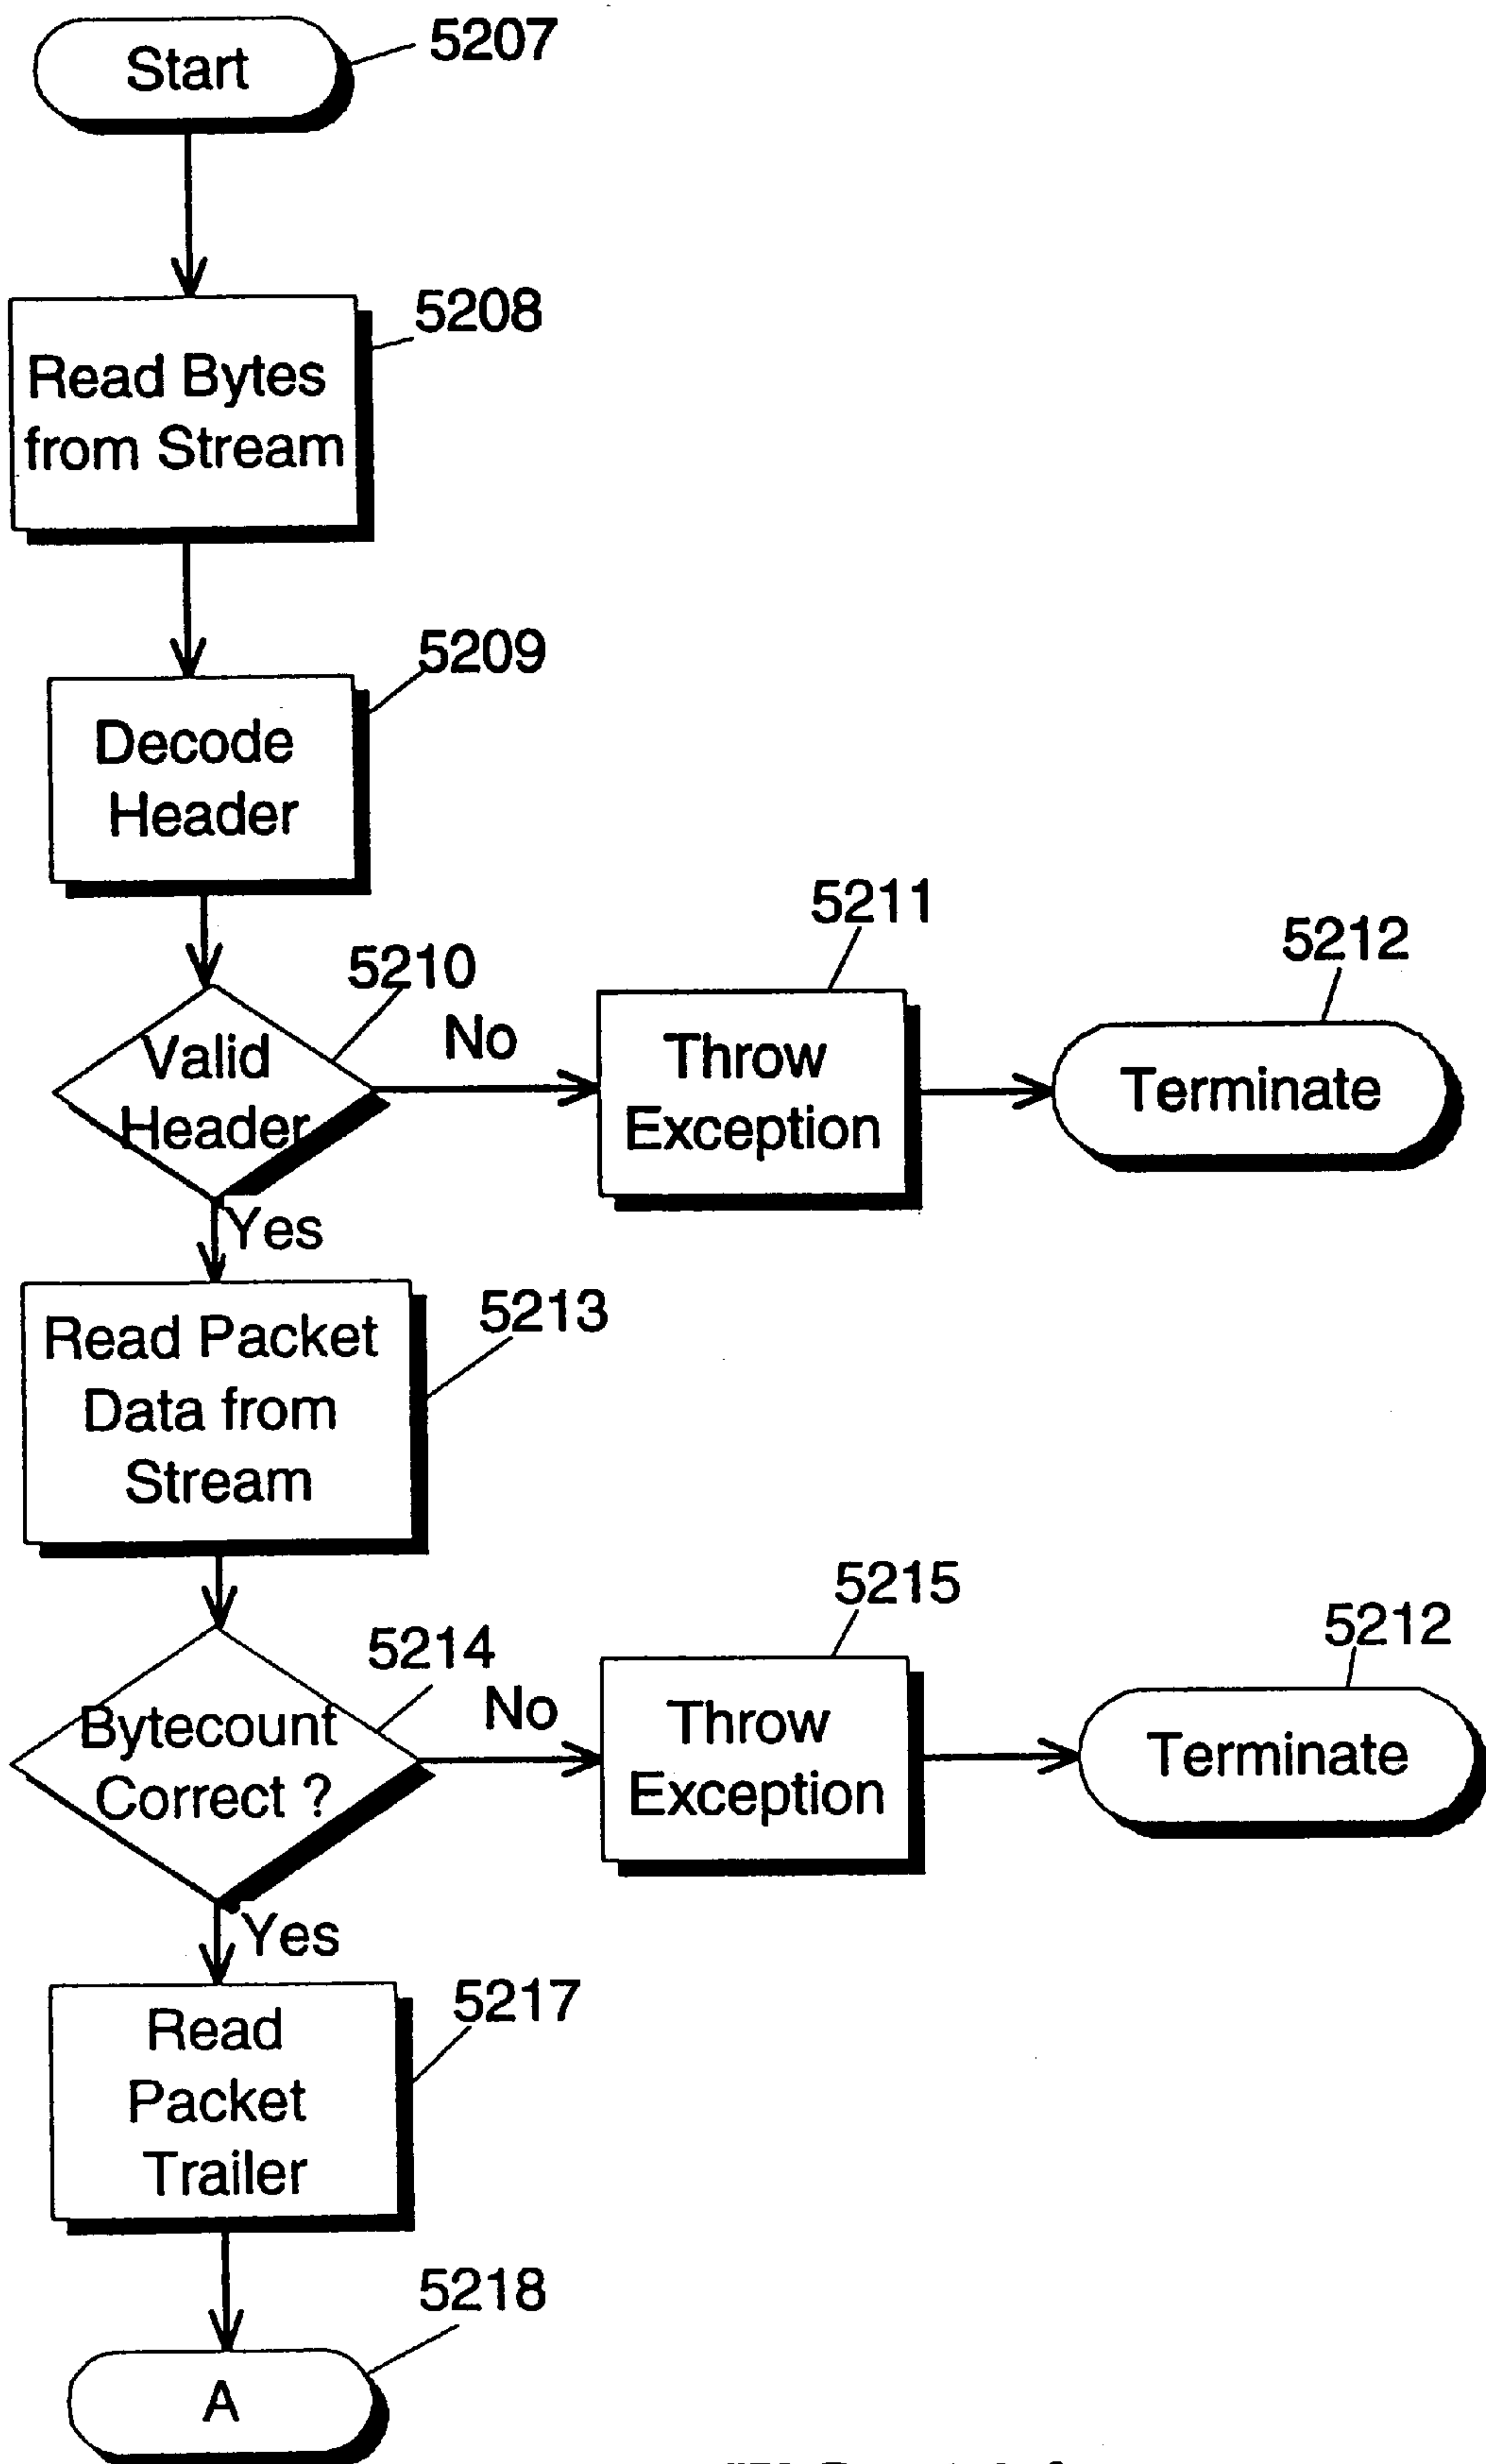 Start
5207
5208
Read Bytes
from Stream
5209
Decode
Header
5210
Valid
Header
No
5211
Throw
Exception
5212
Terminate
Yes
5213
Read Packet
Data from
Stream
5214
Bytecount
Correct ?
No
5215
Throw
Exception
5212
Terminate
Yes
5217
Read
Packet
Trailer
5218
A